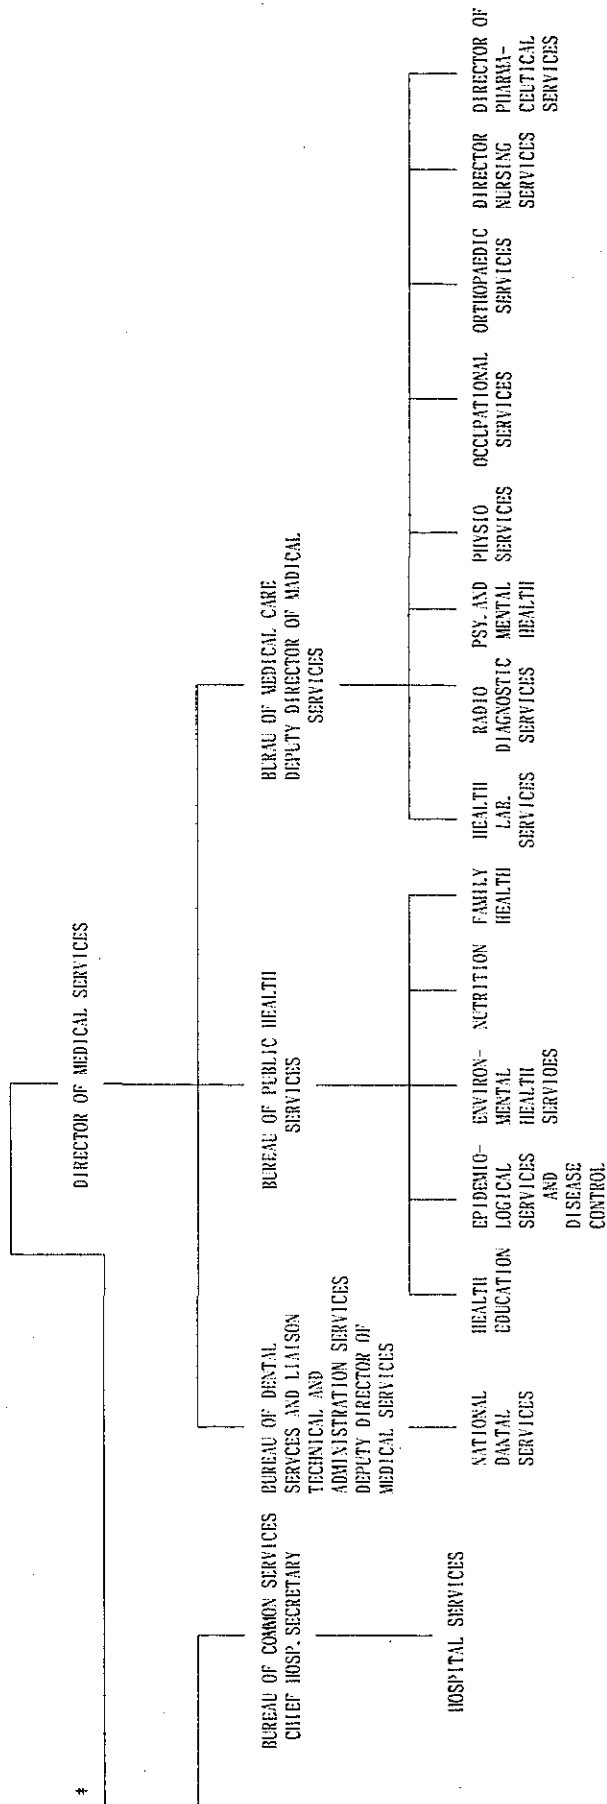 *
DIRECTOR OF MEDICAL SERVICES
BUREAU OF COMMON SERVICES
CHIEF HOSP.SECRETARY
BUREAU OF DENTAL
SERVCES AND LIAISON
TECHNICAL AND
ADMINISTRATION SERVICES
DEPUTY DIRECTOR OF
MEDICAL SERVICES
BUREAU OF PUBLIC HEALTH
SERVICES
BURAU OF MEDICAL CARE
DEPUTY DIRECTOR OF MADICAL
SERVICES
HOSPITAL SERVICES
NATIONAL
DANTAL
SERVICES
HEALTH
EDUCATION
EPIDEMIO-
LOGICAL
SERVICES
AND
DISEASE
CONTROL
ENVIRON-
MENTAL
HEALTH
SERVIOES
NUTRITION
FAMILY
HEALTH
HEALTH
LAB.
SERVICES
RADIO
DIAGNOSTIC
SERVICES
PSY.AND
MENTAL
HEALTH
PHYSIO
SERVICES
OCCUPATIONAL
SERVICES
ORTHOPAEDIC
SERVICES
DIRECTOR
NURSING
SERVICES
DIRECTOR OF
PHARMA-
CEUTICAL
SERVICES